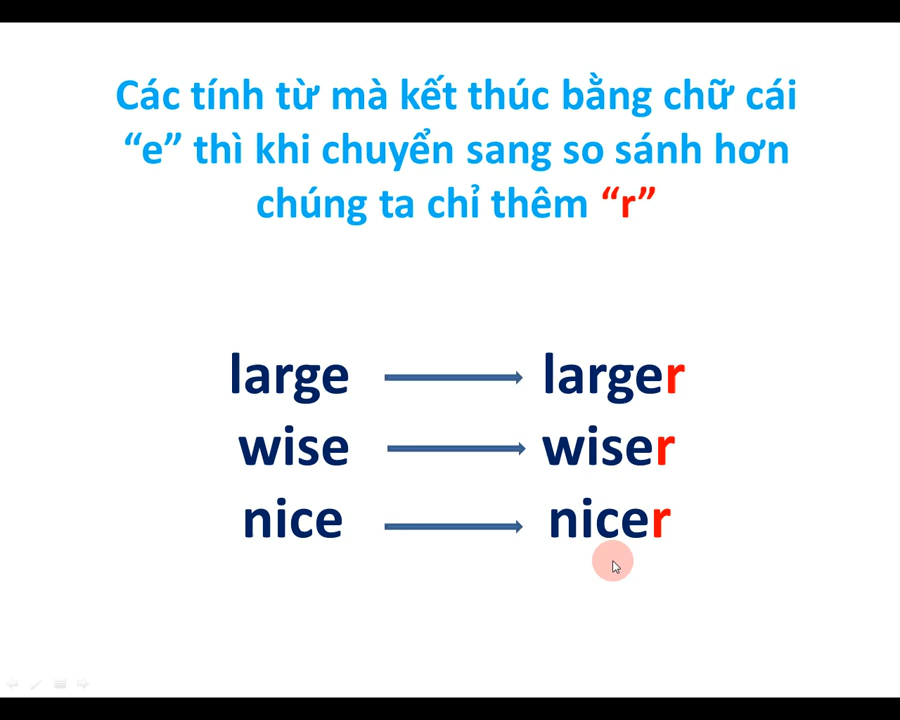 Các tính từ mà kết thúc bằng chữ cái
“e” thì khi chuyển sang so sánh hơn
chúng ta chỉ thêm “r”
large larger
wise wiser
nice nicer